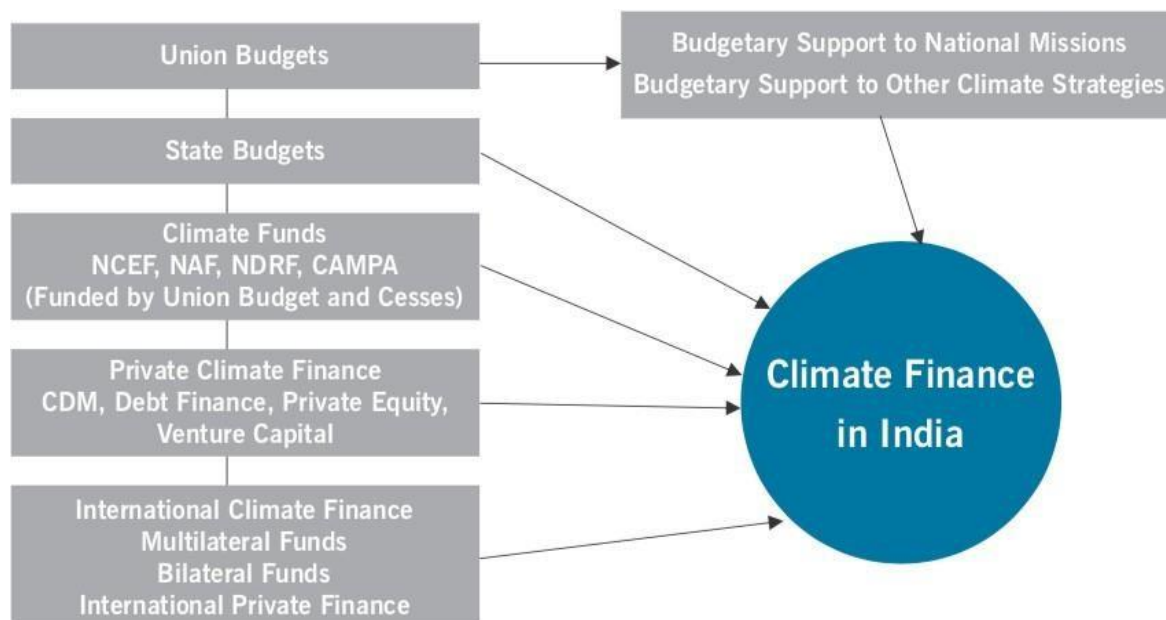 Union Budgets
Budgetary Support to National Missions
Budgetary Support to Other Climate Strategies
State Budgets
Climate Funds
NCEF, NAF, NDRF, CAMPA
(Funded by Union Budget and Cesses)
Private Climate Finance
CDM, Debt Finance, Private Equity,
Venture Capital
International Climate Finance
Multilateral Funds
Bilateral Funds
International Private Finance
Climate Finance
in India